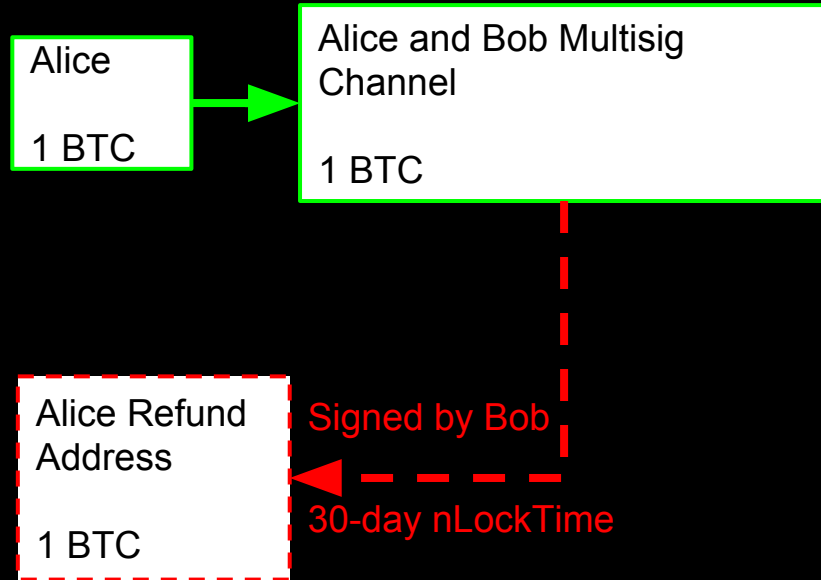 Alice
1 BTC
Alice and Bob Multisig
Channel
1 BTC
Alice Refund
Address
1 BTC
Signed by Bob
30-day nLockTime